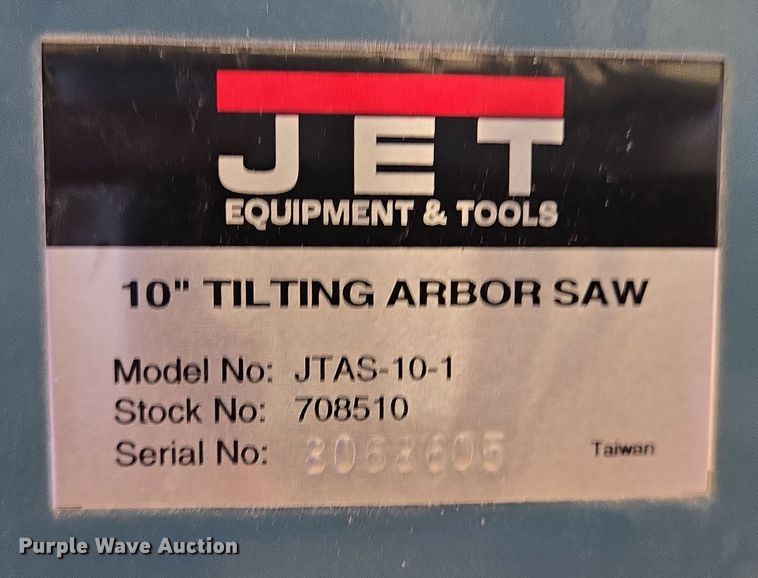 JET
EQUIPMENT & TOOLS
10" TILTING ARBOR SAW
Model No: JTAS-10-1
Stock No: 708510
Serial No:
Taiwan
Purple Wave Auction